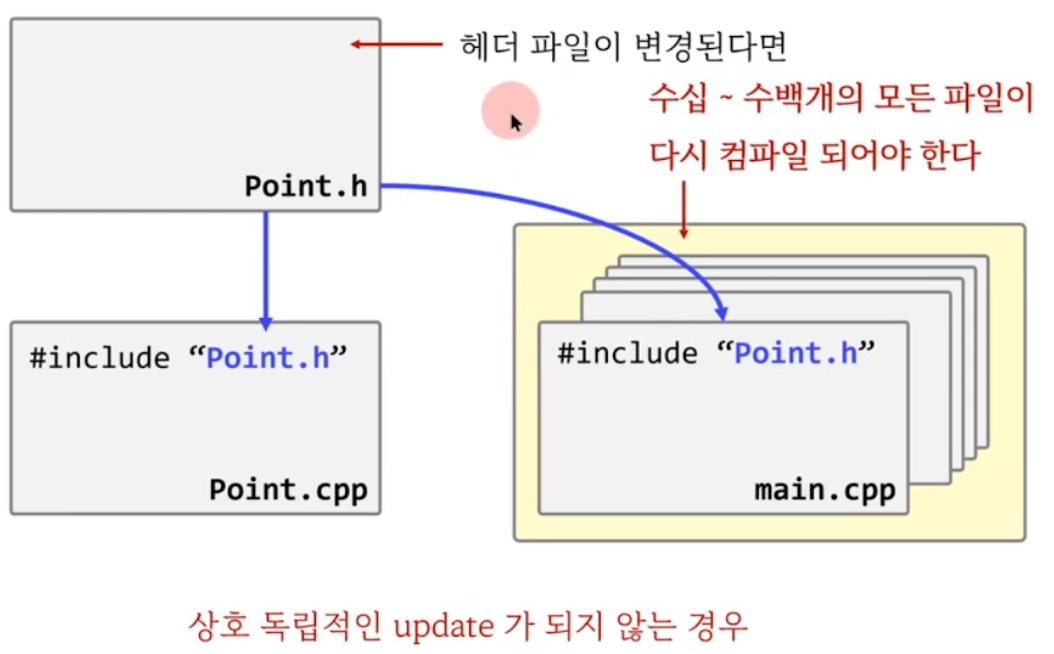 헤더 파일이 변경된다면
수십 ~ 수백개의 모든 파일이
다시 컴파일 되어야 한다
Point.h
#include “Point.h”
Point.cpp
#include “Point.h”
main.cpp
상호 독립적인 update 가 되지 않는 경우